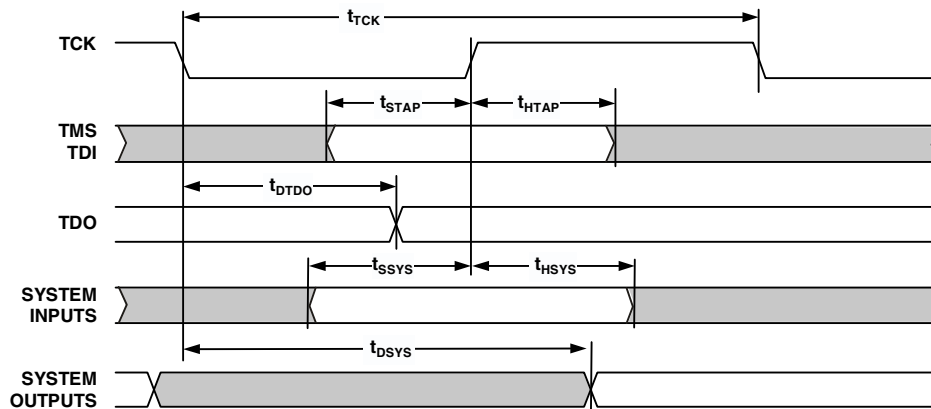 tTCK
TCK
tSTAP
tHTAP
TMS
TDI
tDTDO
TDO
tSSYS
tHSYS
SYSTEM
INPUTS
tDSYS
SYSTEM
OUTPUTS